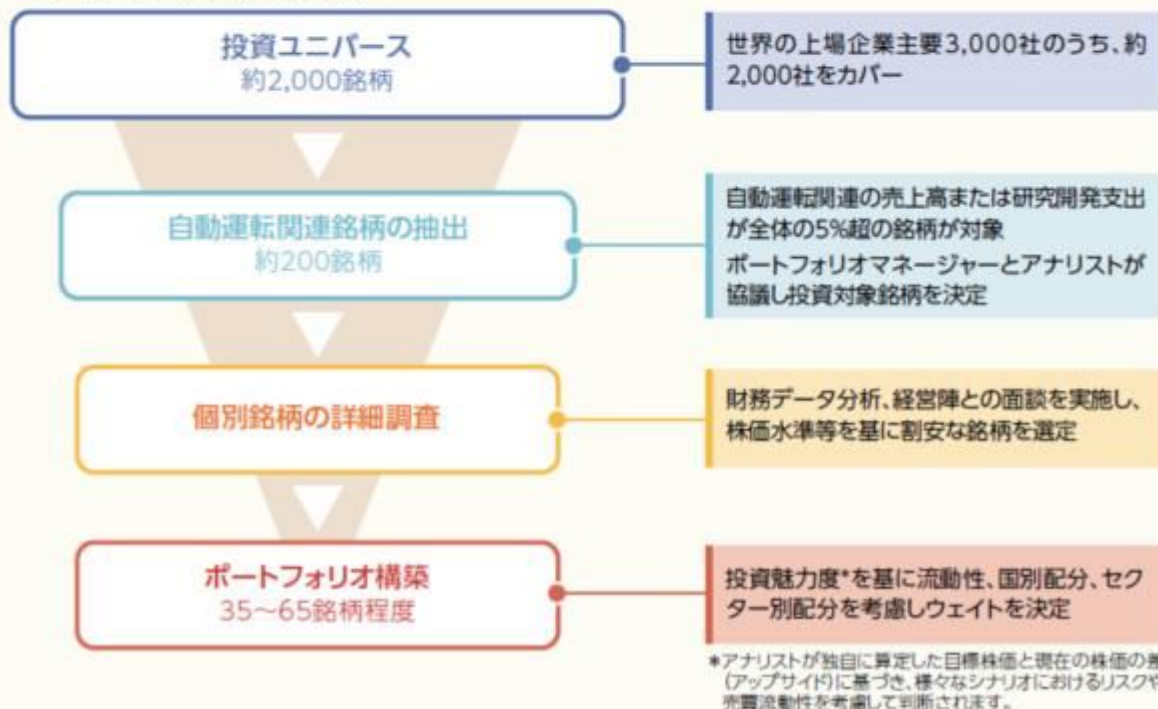 投資ユニバース
約2,000銘柄
世界の上場企業主要3,000社のうち、約
2,000社をカバー
自動運転関連銘柄の抽出
約200銘柄
自動運転関連の売上高または研究開発支出
が全体の5%超の銘柄が対象
ポートフォリオマネージャーとアナリストが
協議し投資対象銘柄を決定
個別銘柄の詳細調査
財務データ分析、経営陣との面談を実施し、
株価水準等を基に割安な銘柄を選定
ポートフォリオ構築
35～65銘柄程度
投資魅力度*を基に流動性、国別配分、セク
ター別配分を考慮しウェイトを決定
*アナリストが独自に算定した目標株価と現在の株価の差
(アップサイド)に基づき、様々なシナリオにおけるリスクや
売買流動性を考慮して判断されます。